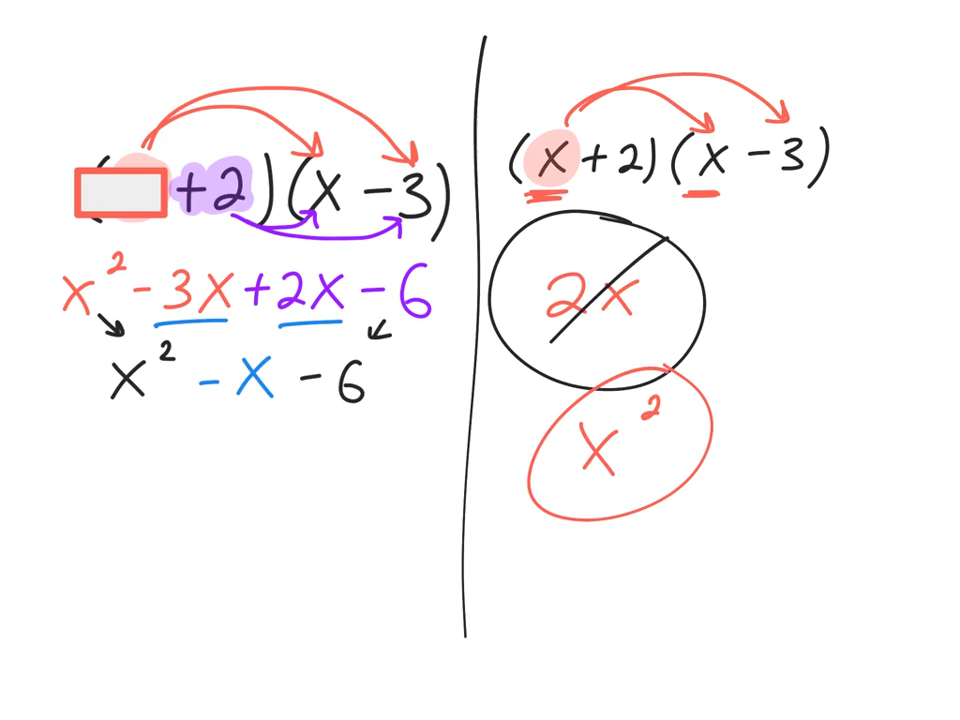 +2)(x - 3)
x² - 3x + 2x - 6
x² - x - 6
(x + 2)(x - 3)
2x
x²